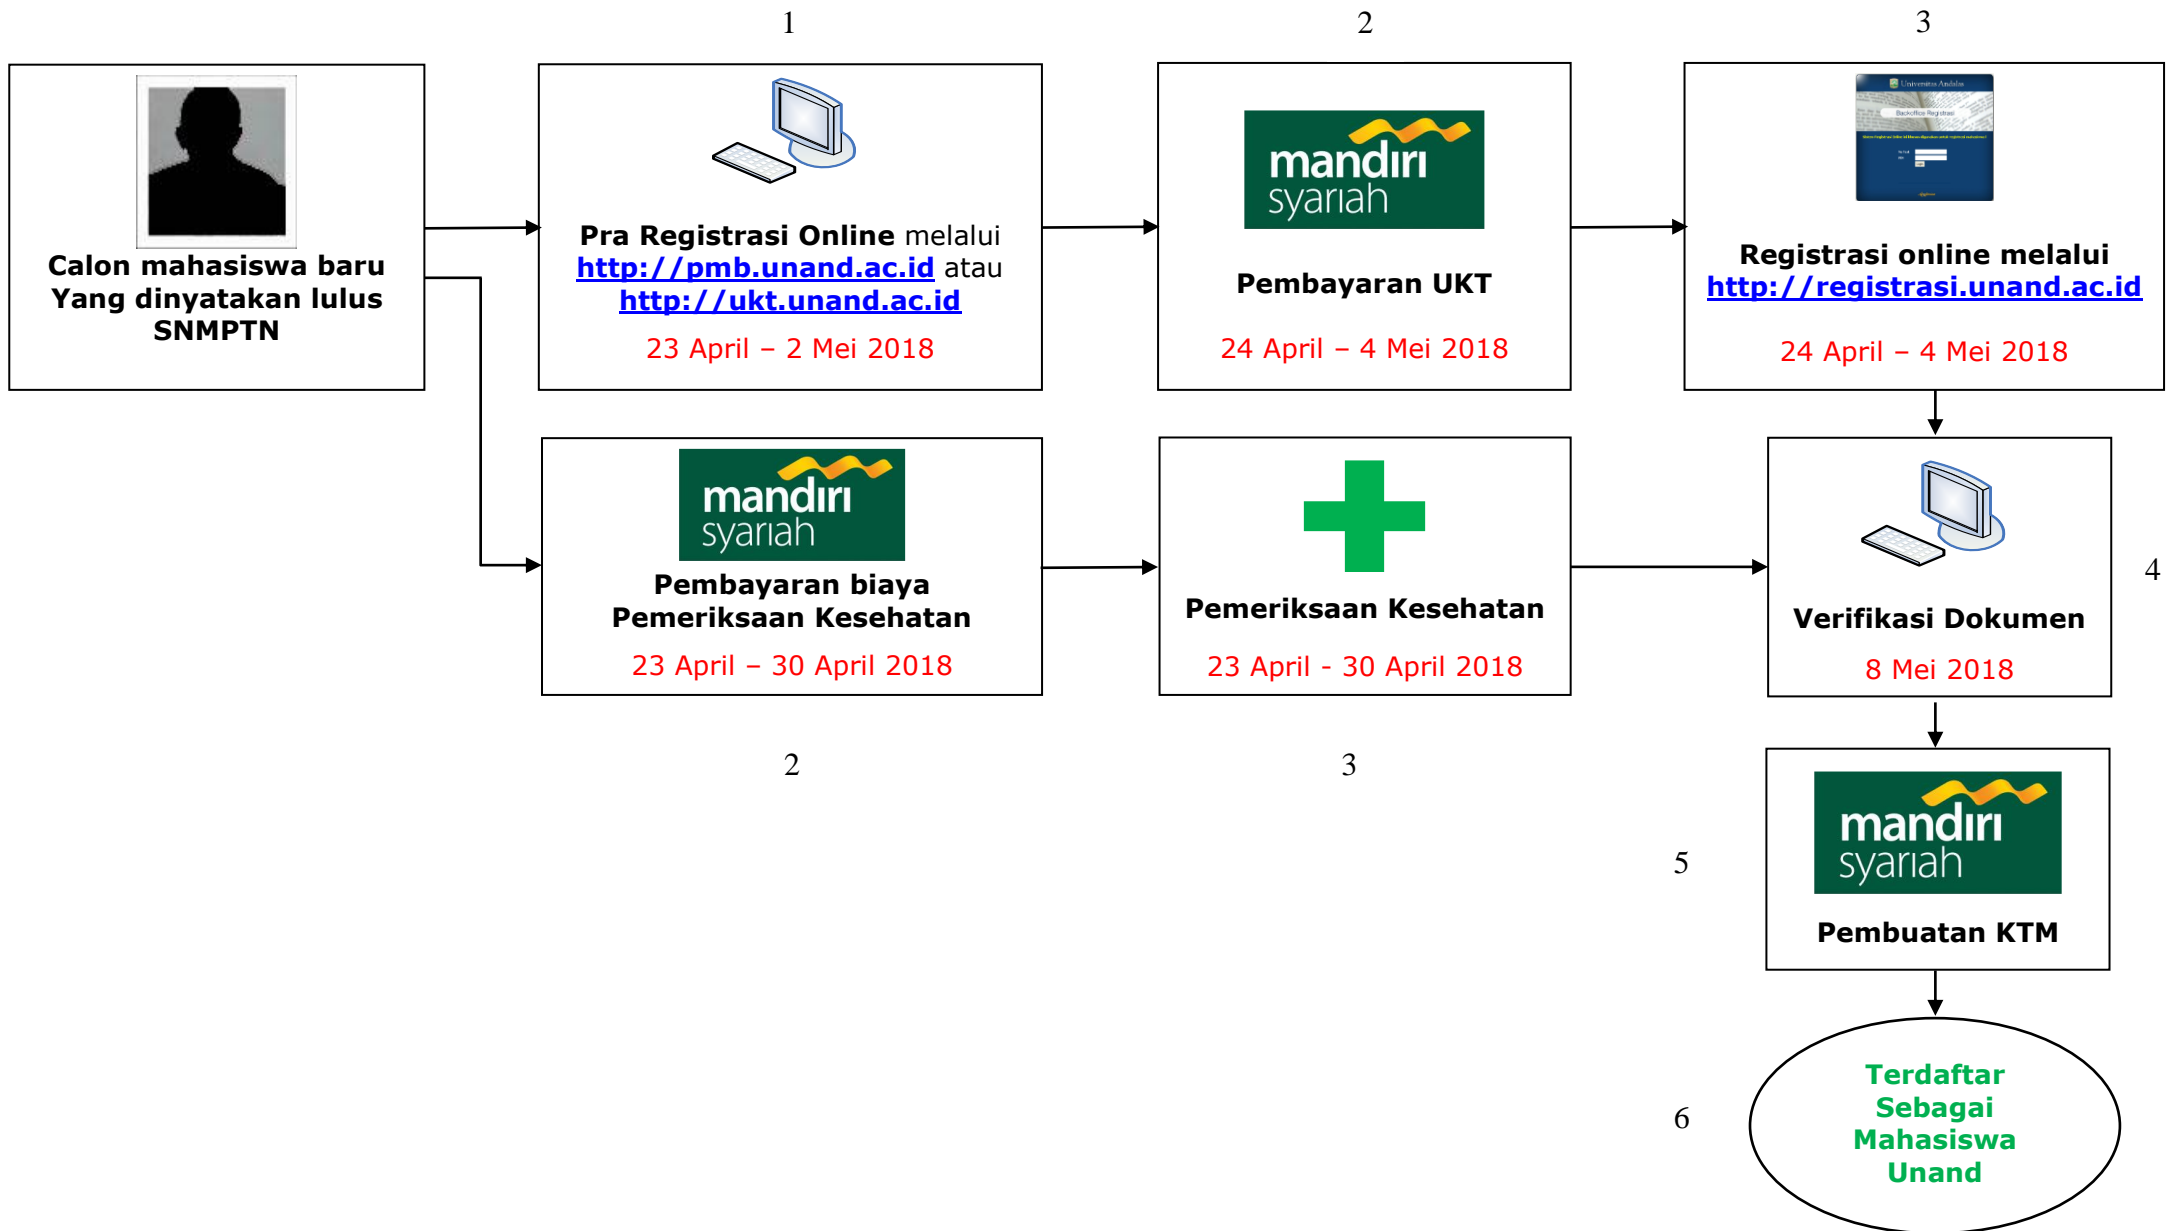 1
2
3
Calon mahasiswa baru
Yang dinyatakan lulus
SNMPTN
Pra Registrasi Online melalui
http://pmb.unand.ac.id atau
http://ukt.unand.ac.id
23 April – 2 Mei 2018
mandiri
syariah
Pembayaran UKT
24 April – 4 Mei 2018
Universitas Andalas
Backoffice Registrasi
Registrasi online melalui
http://registrasi.unand.ac.id
24 April – 4 Mei 2018
mandiri
syariah
Pembayaran biaya
Pemeriksaan Kesehatan
23 April – 30 April 2018
Pemeriksaan Kesehatan
23 April - 30 April 2018
Verifikasi Dokumen
8 Mei 2018
4
2
3
mandiri
syariah
Pembuatan KTM
5
Terdaftar
Sebagai
Mahasiswa
Unand
6